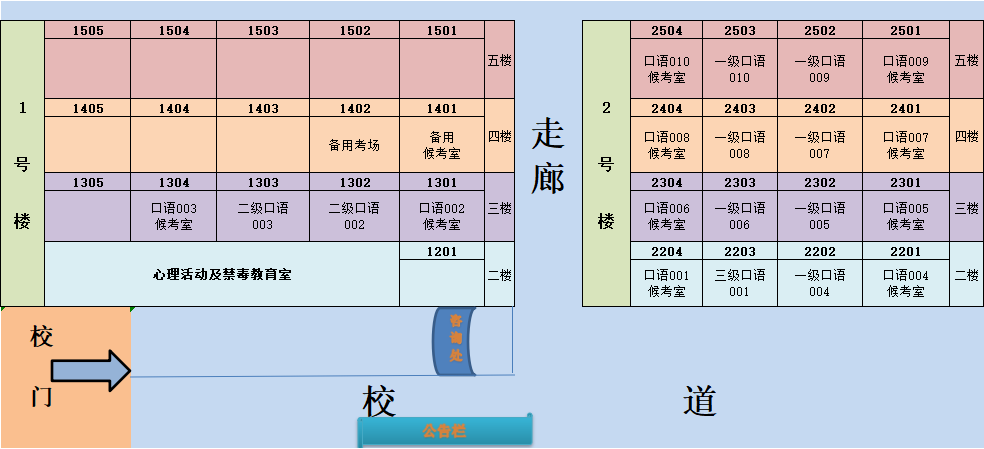 1
号
楼
1505 1504 1503 1502 1501
五楼
1405 1404 1403 1402 1401
备用考场
备用
候考室
四楼
1305 1304 1303 1302 1301
口语003
候考室
二级口语
003
二级口语
002
口语002
候考室
三楼
心理活动及禁毒教育室
1201
二楼
走
廊
2
号
楼
2504 2503 2502 2501
口语010
候考室
一级口语
010
一级口语
009
口语009
候考室
五楼
2404 2403 2402 2401
口语008
候考室
一级口语
008
一级口语
007
口语007
候考室
四楼
2304 2303 2302 2301
口语006
候考室
一级口语
006
一级口语
005
口语005
候考室
三楼
2204 2203 2202 2201
口语001
候考室
三级口语
001
一级口语
004
口语004
候考室
二楼
校
门
咨
询
处
校 道
公告栏